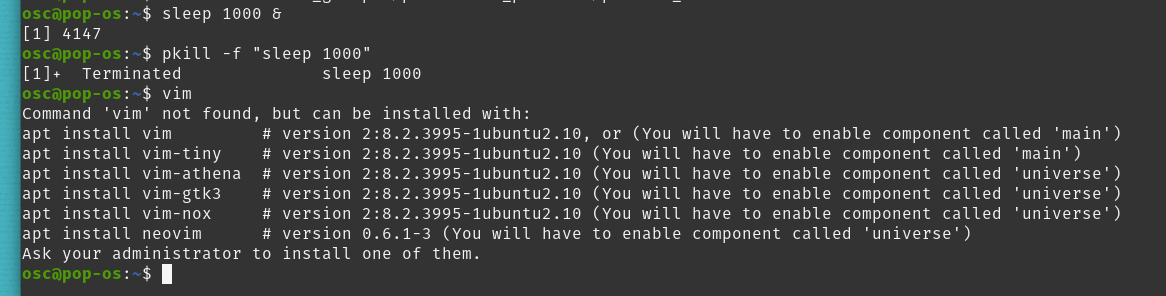 osc@pop-os:~$ sleep 1000 &
[1] 4147
osc@pop-os:~$ pkill -f "sleep 1000"
[1]+  Terminated              sleep 1000
osc@pop-os:~$ vim
Command 'vim' not found, but can be installed with:
apt install vim         # version 2:8.2.3995-1ubuntu2.10, or (You will have to enable component called 'main')
apt install vim-tiny    # version 2:8.2.3995-1ubuntu2.10 (You will have to enable component called 'main')
apt install vim-athena  # version 2:8.2.3995-1ubuntu2.10 (You will have to enable component called 'universe')
apt install vim-gtk3    # version 2:8.2.3995-1ubuntu2.10 (You will have to enable component called 'universe')
apt install vim-nox     # version 2:8.2.3995-1ubuntu2.10 (You will have to enable component called 'universe')
apt install neovim      # version 0.6.1-3 (You will have to enable component called 'universe')
Ask your administrator to install one of them.
osc@pop-os:~$